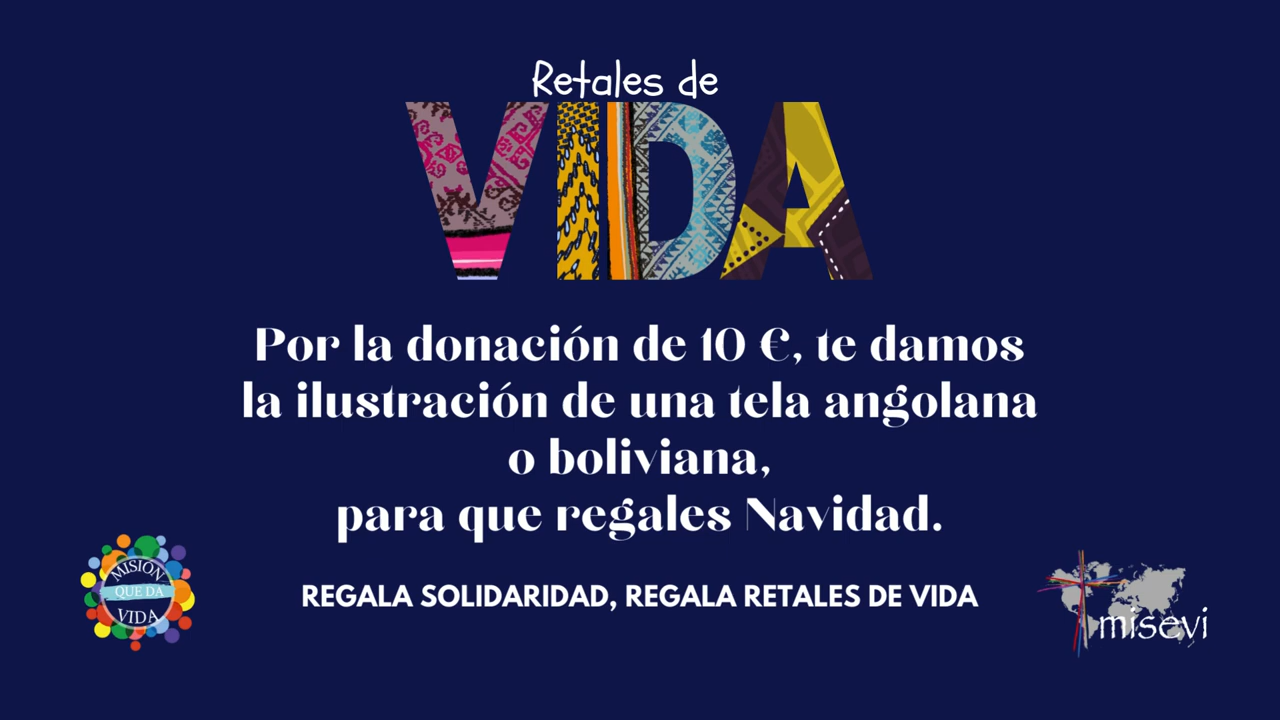 Retales de
VIDA
Por la donación de 10 €, te damos
la ilustración de una tela angolana
o boliviana,
para que regales Navidad.
REGALA SOLIDARIDAD, REGALA RETALES DE VIDA
MISION
QUE DA
VIDA
misevi